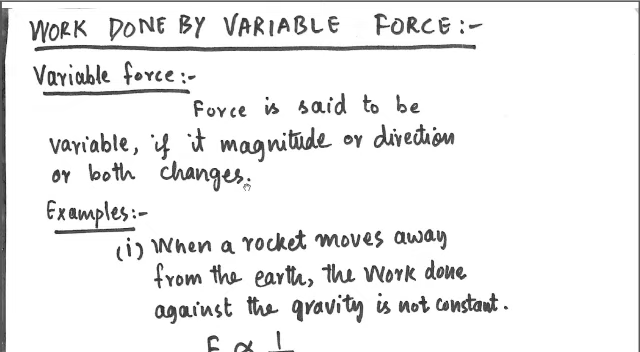 WORK DONE BY VARIABLE FORCE:-
Variable force:-
Force is said to be
variable, if it magnitude or direction
or both changes.
Examples:-
(i) When a rocket moves away
from the earth, the work done
against the gravity is not constant.
F ∝ 1